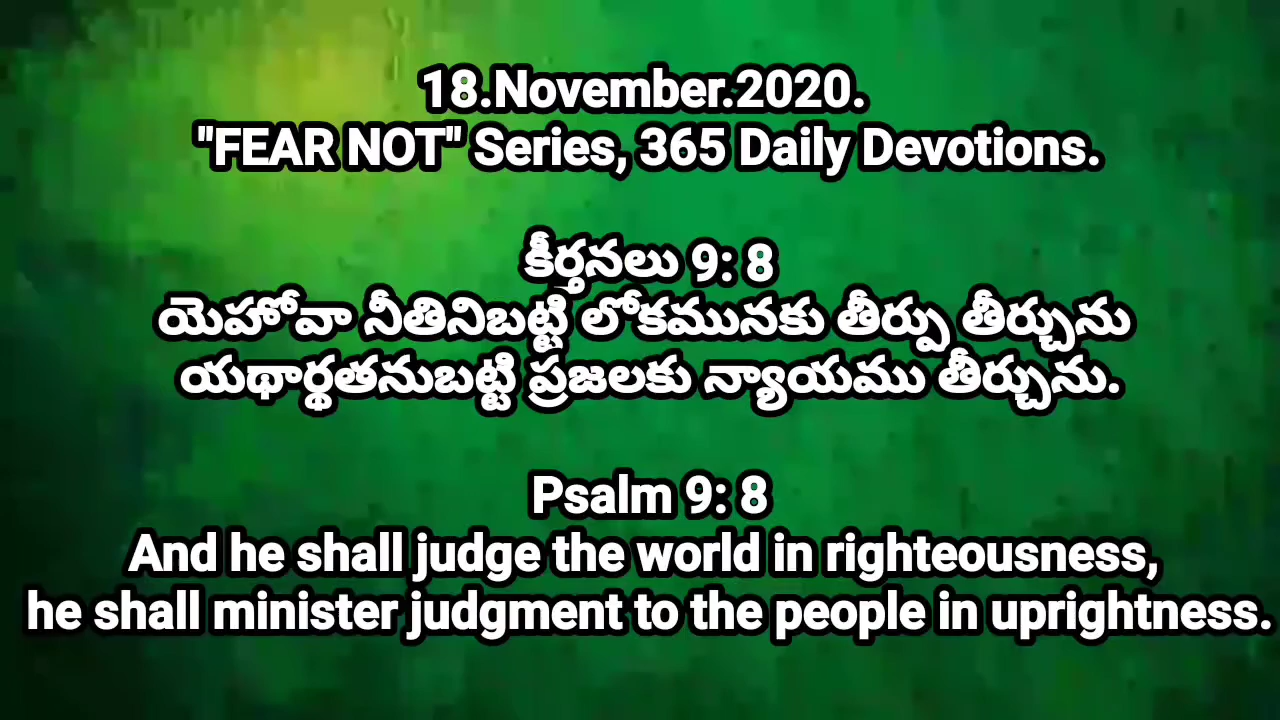 18.November.2020.
"FEAR NOT" Series, 365 Daily Devotions.
కీర్తనలు 9: 8
యెహోవా నీతినిబట్టి లోకమునకు తీర్పు తీర్చును
యథార్థతనుబట్టి ప్రజలకు న్యాయము తీర్చును.
Psalm 9: 8
And he shall judge the world in righteousness,
he shall minister judgment to the people in uprightness.